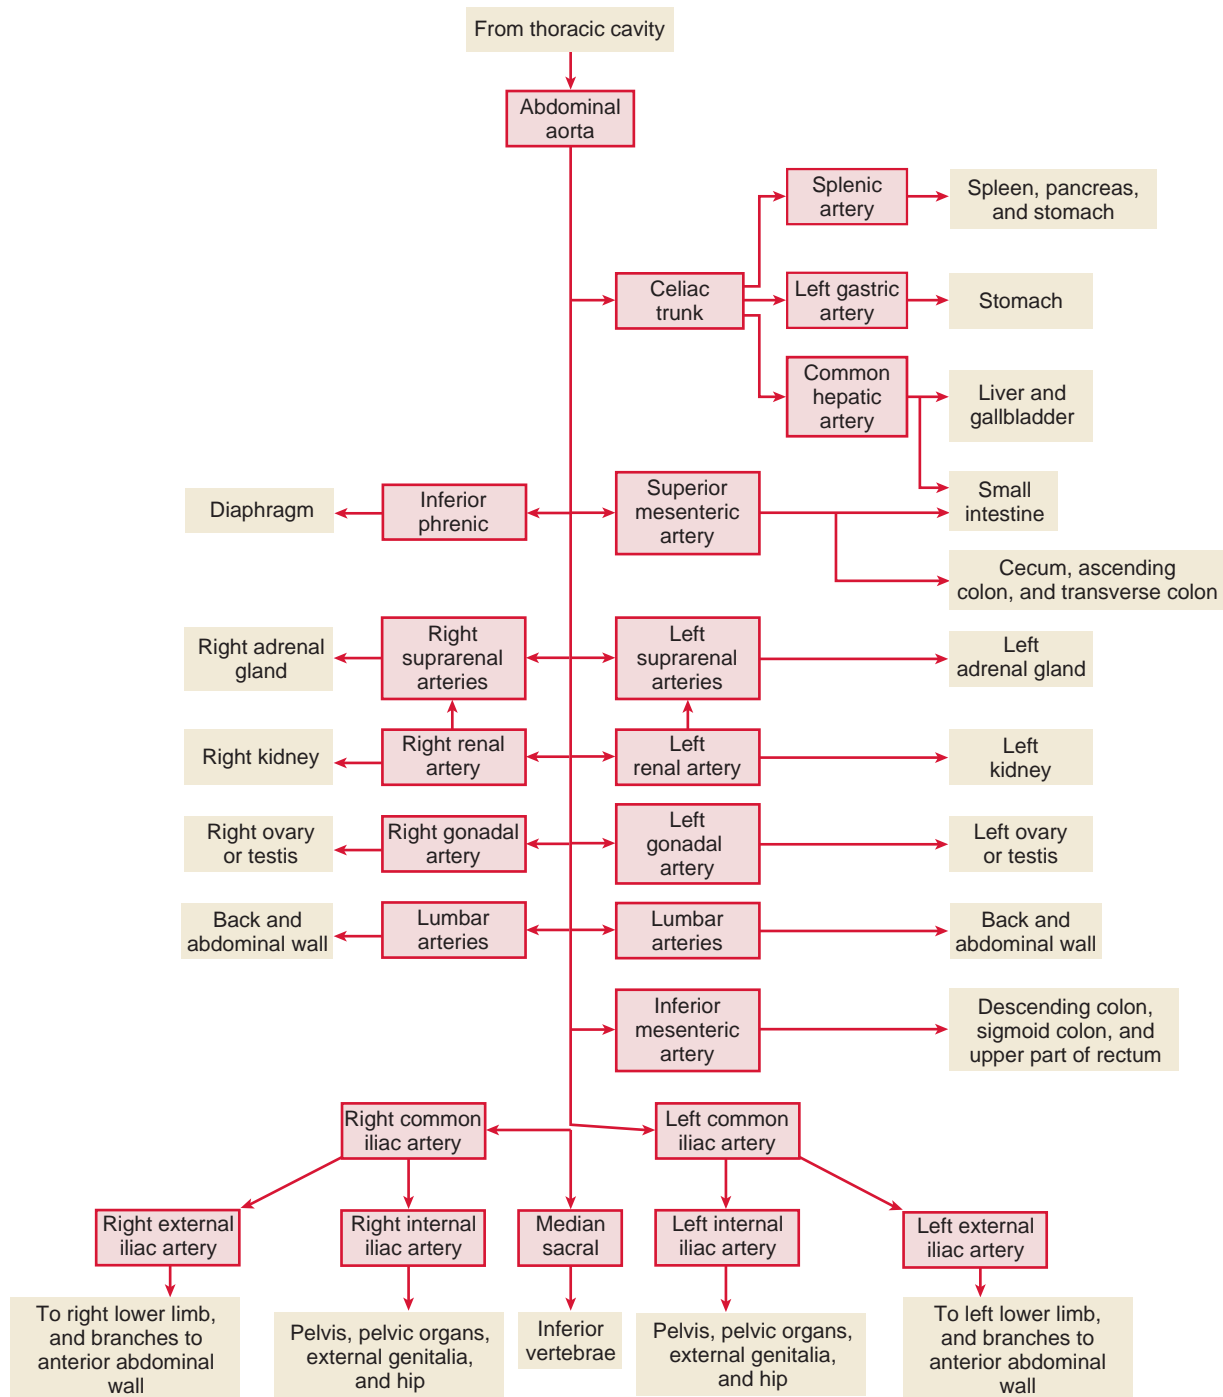 From thoracic cavity
Abdominal
aorta
Splenic
artery
Spleen, pancreas,
and stomach
Celiac
trunk
Left gastric
artery
Stomach
Common
hepatic
artery
Liver and
gallbladder
Diaphragm
Inferior
phrenic
Superior
mesenteric
artery
Small
intestine
Cecum, ascending
colon, and transverse colon
Right adrenal
gland
Right
suprarenal
arteries
Left
suprarenal
arteries
Left
adrenal gland
Right kidney
Right renal
artery
Left
renal artery
Left
kidney
Right ovary
or testis
Right gonadal
artery
Left
gonadal
artery
Left ovary
or testis
Back and
abdominal wall
Lumbar
arteries
Lumbar
arteries
Back and
abdominal wall
Inferior
mesenteric
artery
Descending colon,
sigmoid colon, and
upper part of rectum
Right common
iliac artery
Left common
iliac artery
Right external
iliac artery
Right internal
iliac artery
Median
sacral
Left internal
iliac artery
Left external
iliac artery
To right lower limb,
and branches to
anterior abdominal
wall
Pelvis, pelvic organs,
external genitalia,
and hip
Inferior
vertebrae
Pelvis, pelvic organs,
external genitalia,
and hip
To left lower limb,
and branches to
anterior abdominal
wall